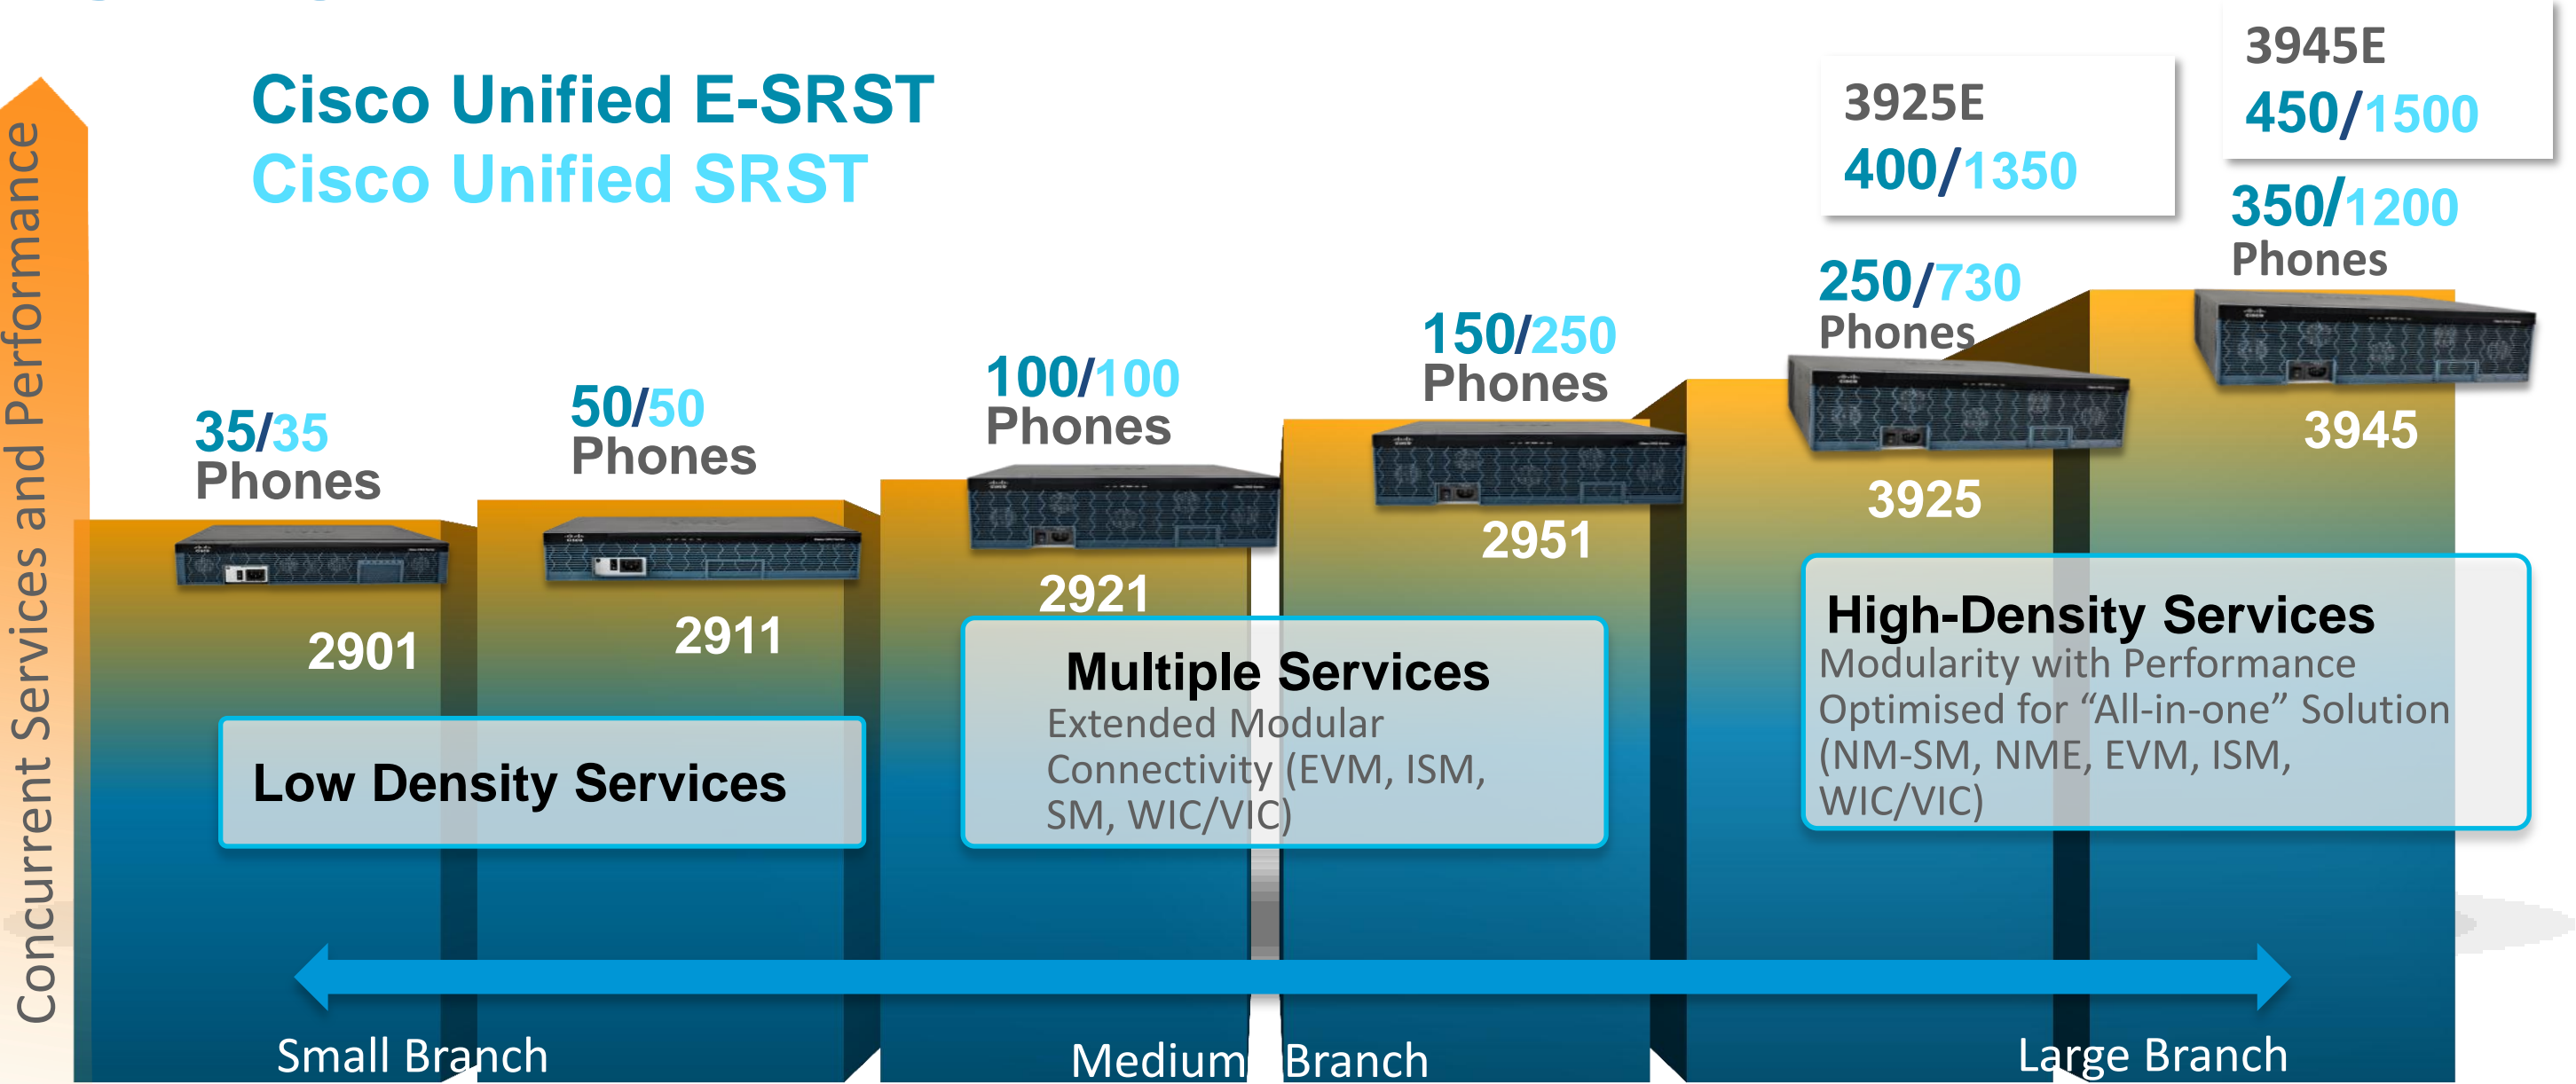 Concurrent Services and Performance
Cisco Unified E-SRST
Cisco Unified SRST
35/35
Phones
2901
50/50
Phones
2911
100/100
Phones
2921
150/250
Phones
2951
3925E
400/1350
250/730
Phones
3925
3945E
450/1500
350/1200
Phones
3945
Low Density Services
Multiple Services
Extended Modular
Connectivity (EVM, ISM,
SM, WIC/VIC)
High-Density Services
Modularity with Performance
Optimised for “All-in-one” Solution
(NM-SM, NME, EVM, ISM,
WIC/VIC)
Small Branch
Medium Branch
Large Branch